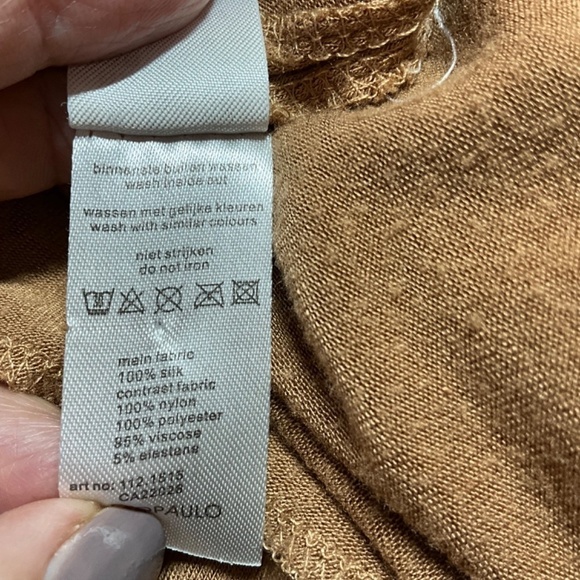 binnenste buiten wassen
wash inside out
wassen met gelijke kleuren
wash with similar colours
niet strijken
do not iron
30
main fabric
100% silk
contrast fabric
100% nylon
100% polyester
95% viscose
5% elestane
art no: 112.1515
CA22026
PAULO